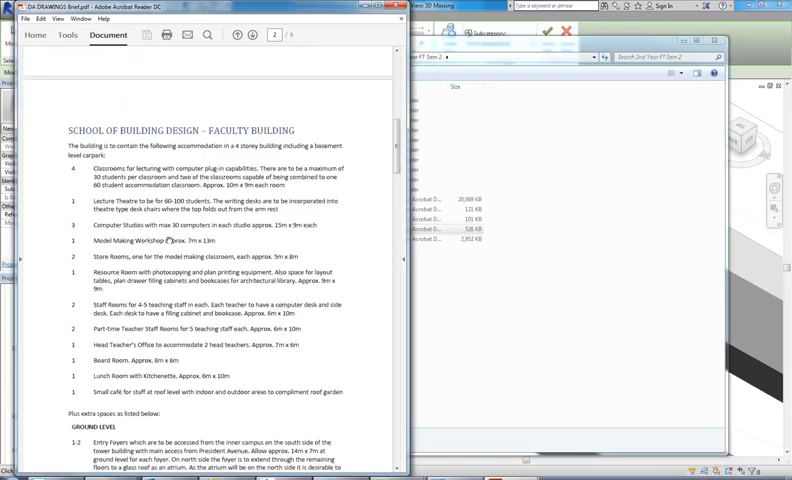 DA DRAWINGS Brief.pdf - Adobe Acrobat Reader DC
File Edit View Window Help
Home Tools Document 2 / 6
View: 3D Massing
Type a keyword or phrase
Sign In
Subcategory:
FT Sem 2
Search 2nd Year FT Sem 2
Size
Acrobat D... 20,069 KB
Acrobat D... 121 KB
Acrobat D... 101 KB
Acrobat D... 526 KB
Acrobat D... 2,952 KB
SCHOOL OF BUILDING DESIGN – FACULTY BUILDING
The building is to contain the following accommodation in a 4 storey building including a basement
level carpark:
4 Classrooms for lecturing with computer plug-in capabilities. There are to be a maximum of
30 students per classroom and two of the classrooms capable of being combined to one
60 student accommodation classroom. Approx. 10m x 9m each room
1 Lecture Theatre to be for 60-100 students. The writing desks are to be incorporated into
theatre type desk chairs where the top folds out from the arm rest
3 Computer Studios with max 30 computers in each studio approx. 15m x 9m each
1 Model Making Workshop approx. 7m x 13m
2 Store Rooms, one for the model making classroom, each approx. 5m x 8m
1 Resource Room with photocopying and plan printing equipment. Also space for layout
tables, plan drawer filing cabinets and bookcases for architectural library. Approx. 9m x
9m
2 Staff Rooms for 4-5 teaching staff in each. Each teacher to have a computer desk and side
desk. Each desk to have a filing cabinet and bookcase. Approx. 6m x 10m
2 Part-time Teacher Staff Rooms for 5 teaching staff each. Approx. 6m x 10m
1 Head Teacher's Office to accommodate 2 head teachers. Approx. 7m x 6m
1 Board Room. Approx. 8m x 6m
1 Lunch Room with Kitchenette. Approx. 6m x 10m
1 Small café for staff at roof level with indoor and outdoor areas to compliment roof garden
Plus extra spaces as listed below:
GROUND LEVEL
1-2 Entry Foyers which are to be accessed from the inner campus on the south side of the
tower building with main access from President Avenue. Allow approx. 14m x 7m at
ground level for each foyer. On north side the foyer is to extend through the remaining
floors to a glass roof as an atrium. As the atrium will be on the north side it is desirable to